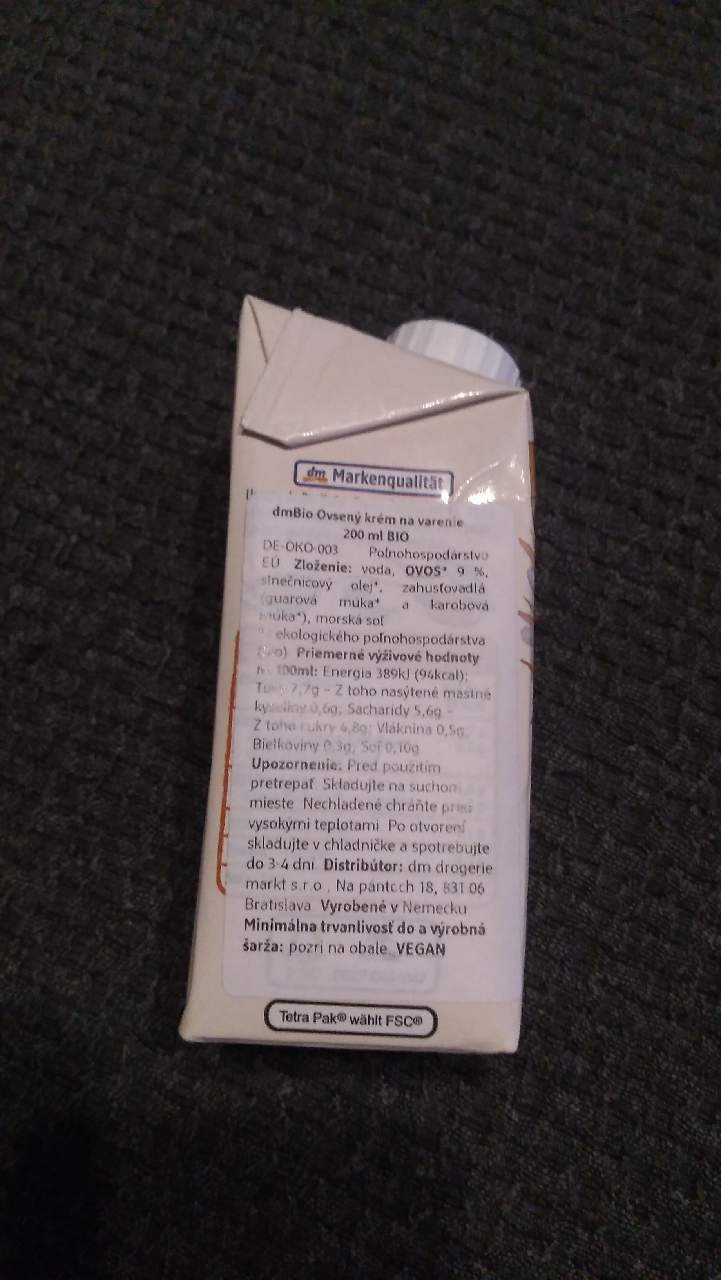 dm Markenqualität
dmBio Ovsený krém na varenie
200 ml BIO
DE-ÖKO-003 Poľnohospodárstvo
EÚ Zloženie: voda, OVOS* 9 %,
slnečnicový olej*, zahusťovadlá
(guarová múka* a karobová
múka*), morská soľ
ekologického poľnohospodárstva
Priemerné výživové hodnoty
100ml: Energia 389kJ (94kcal);
Tuky 7,7g - Z toho nasýtené mastné
kyseliny 0,6g; Sacharidy 5,6g -
Z toho cukry 4,8g; Vláknina 0,5g;
Bielkoviny 0,3g; Soľ 0,10g
Upozornenie: Pred použitím
pretrepať. Skladujte na suchom
mieste. Nechladené chráňte pred
vysokými teplotami. Po otvorení
skladujte v chladničke a spotrebujte
do 3-4 dní. Distribútor: dm drogerie
markt s.r.o., Na pántoch 18, 831 06
Bratislava. Vyrobené v Nemecku.
Minimálna trvanlivosť do a výrobná
šarža: pozri na obale. VEGAN
Tetra Pak® wählt FSC®